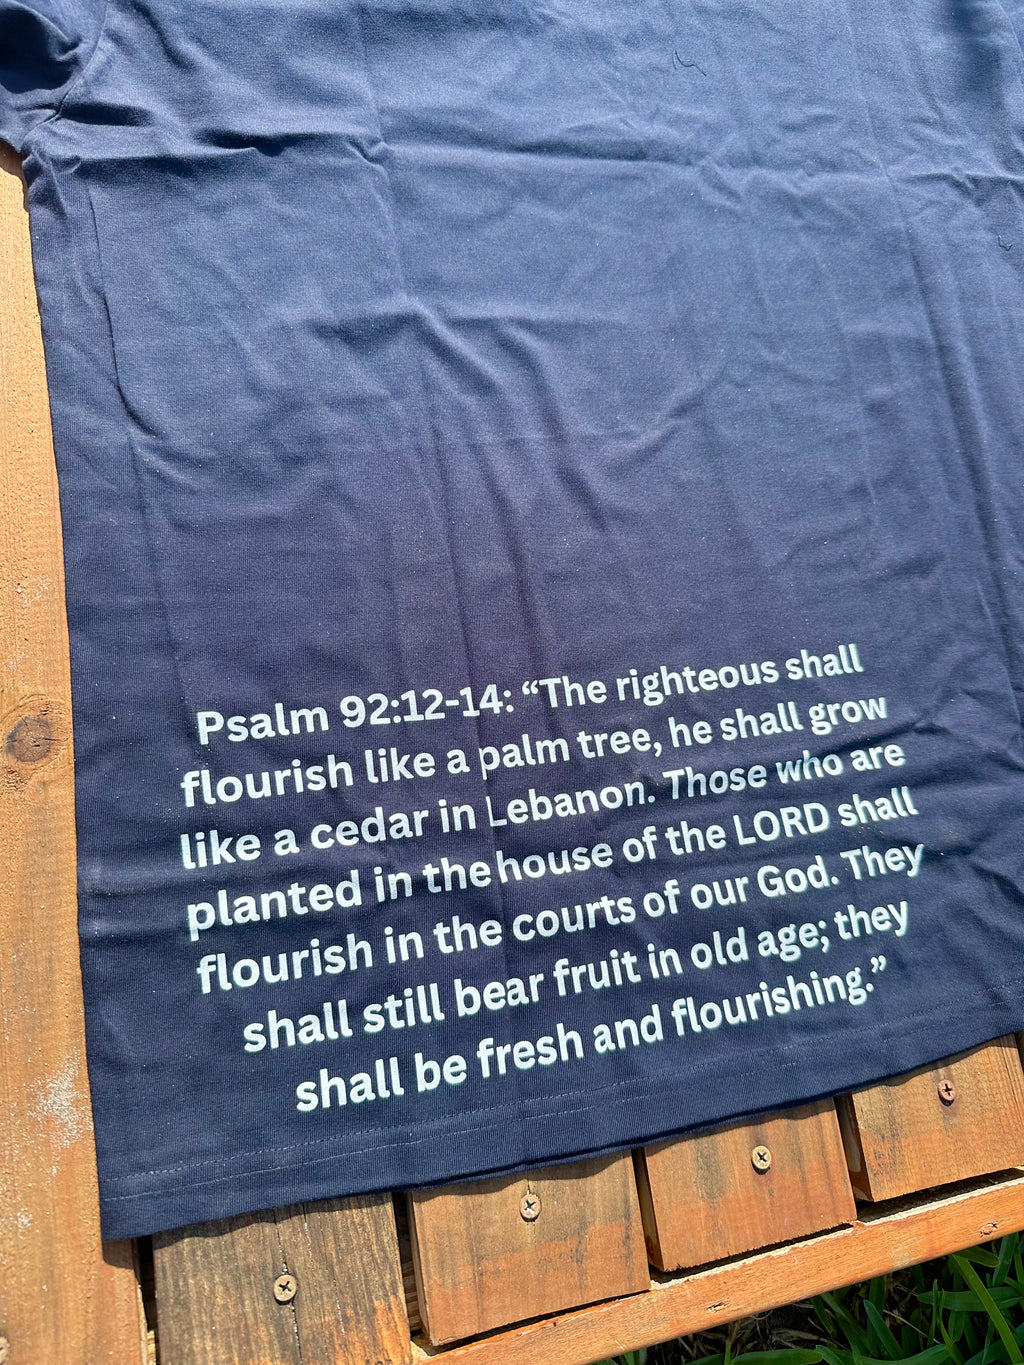 Psalm 92:12-14: “The righteous shall
flourish like a palm tree, he shall grow
like a cedar in Lebanon. Those who are
planted in the house of the LORD shall
flourish in the courts of our God. They
shall still bear fruit in old age; they
shall be fresh and flourishing.”